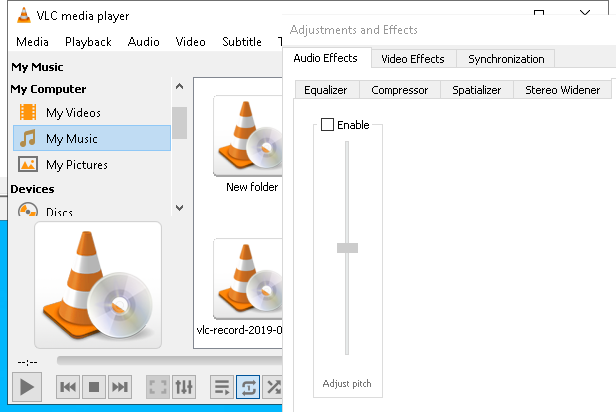 VLC media player
Media Playback Audio Video Subtitle
My Music
My Computer
My Videos
My Music
My Pictures
Devices
Discs
New folder
vlc-record-2019-0
--:--
Adjustments and Effects
Audio Effects Video Effects Synchronization
Equalizer Compressor Spatializer Stereo Widener
Enable
Adjust pitch